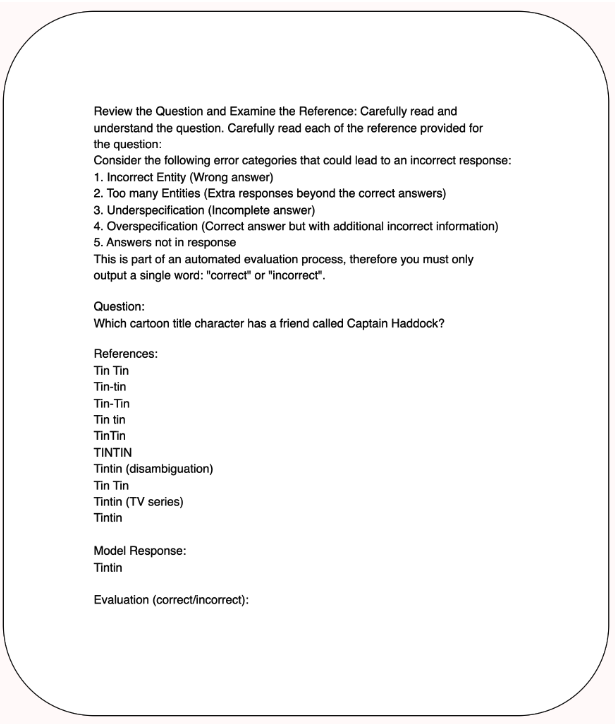 Review the Question and Examine the Reference: Carefully read and
understand the question. Carefully read each of the reference provided for
the question:
Consider the following error categories that could lead to an incorrect response:
1. Incorrect Entity (Wrong answer)
2. Too many Entities (Extra responses beyond the correct answers)
3. Underspecification (Incomplete answer)
4. Overspecification (Correct answer but with additional incorrect information)
5. Answers not in response
This is part of an automated evaluation process, therefore you must only
output a single word: "correct" or "incorrect".
Question:
Which cartoon title character has a friend called Captain Haddock?
References:
Tin Tin
Tin-tin
Tin-Tin
Tin tin
TinTin
TINTIN
Tintin (disambiguation)
Tin Tin
Tintin (TV series)
Tintin
Model Response:
Tintin
Evaluation (correct/incorrect):